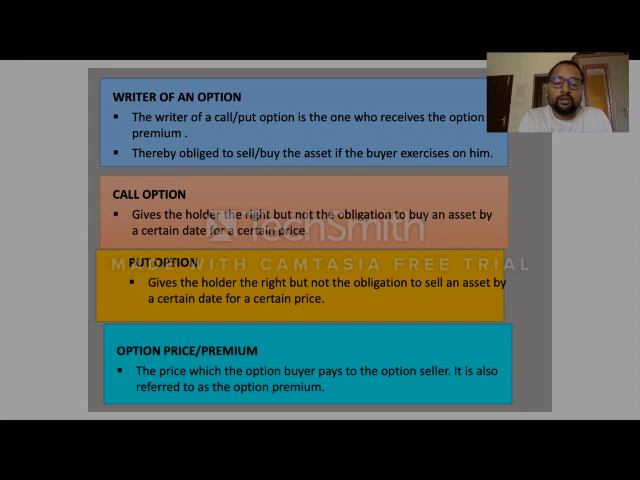 WRITER OF AN OPTION
▪ The writer of a call/put option is the one who receives the option
premium .
▪ Thereby obliged to sell/buy the asset if the buyer exercises on him.
CALL OPTION
▪ Gives the holder the right but not the obligation to buy an asset by
a certain date for a certain price.
TechSmith
MADE WITH CAMTASIA FREE TRIAL
PUT OPTION
▪ Gives the holder the right but not the obligation to sell an asset by
a certain date for a certain price.
OPTION PRICE/PREMIUM
▪ The price which the option buyer pays to the option seller. It is also
referred to as the option premium.